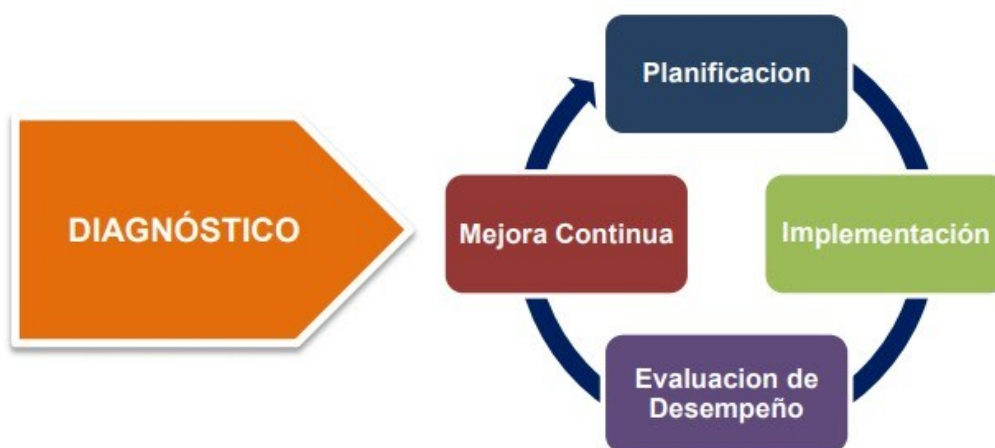 DIAGNÓSTICO
Planificacion
Mejora Continua
Implementación
Evaluacion de
Desempeño